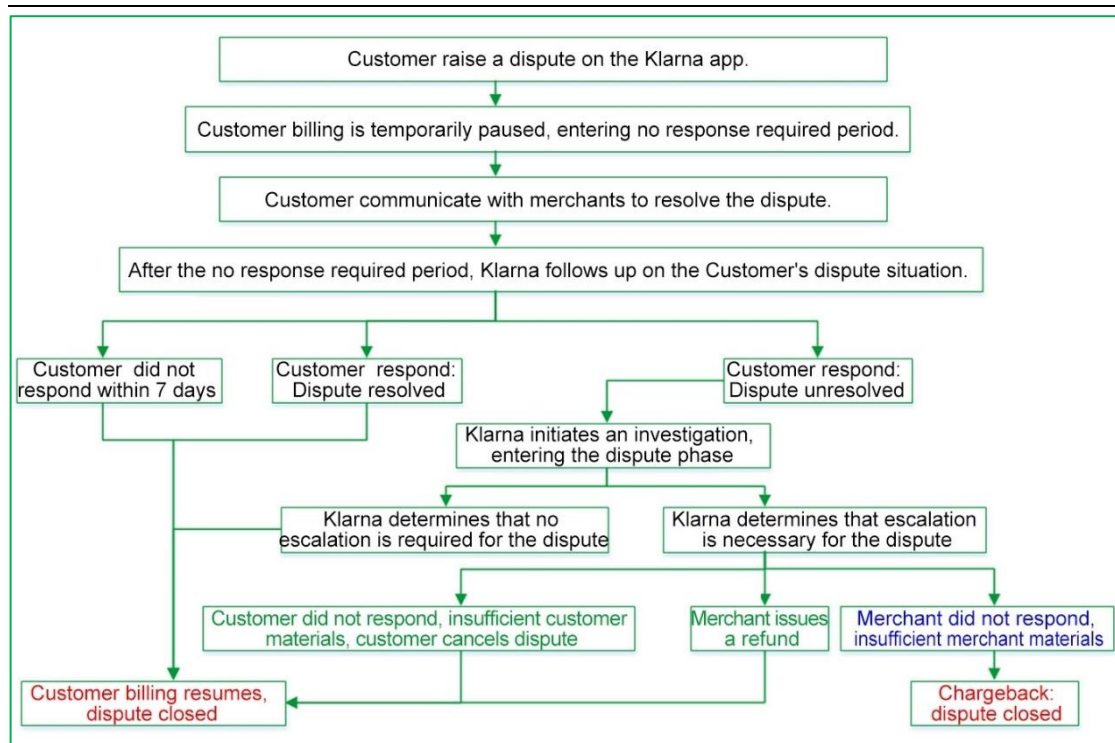 Customer raise a dispute on the Klarna app.
Customer billing is temporarily paused, entering no response required period.
Customer communicate with merchants to resolve the dispute.
After the no response required period, Klarna follows up on the Customer's dispute situation.
Customer did not
respond within 7 days
Customer respond:
Dispute resolved
Customer respond:
Dispute unresolved
Klarna initiates an investigation,
entering the dispute phase
Klarna determines that no
escalation is required for the dispute
Klarna determines that escalation
is necessary for the dispute
Customer did not respond, insufficient customer
materials, customer cancels dispute
Merchant issues
a refund
Merchant did not respond,
insufficient merchant materials
Customer billing resumes,
dispute closed
Chargeback:
dispute closed